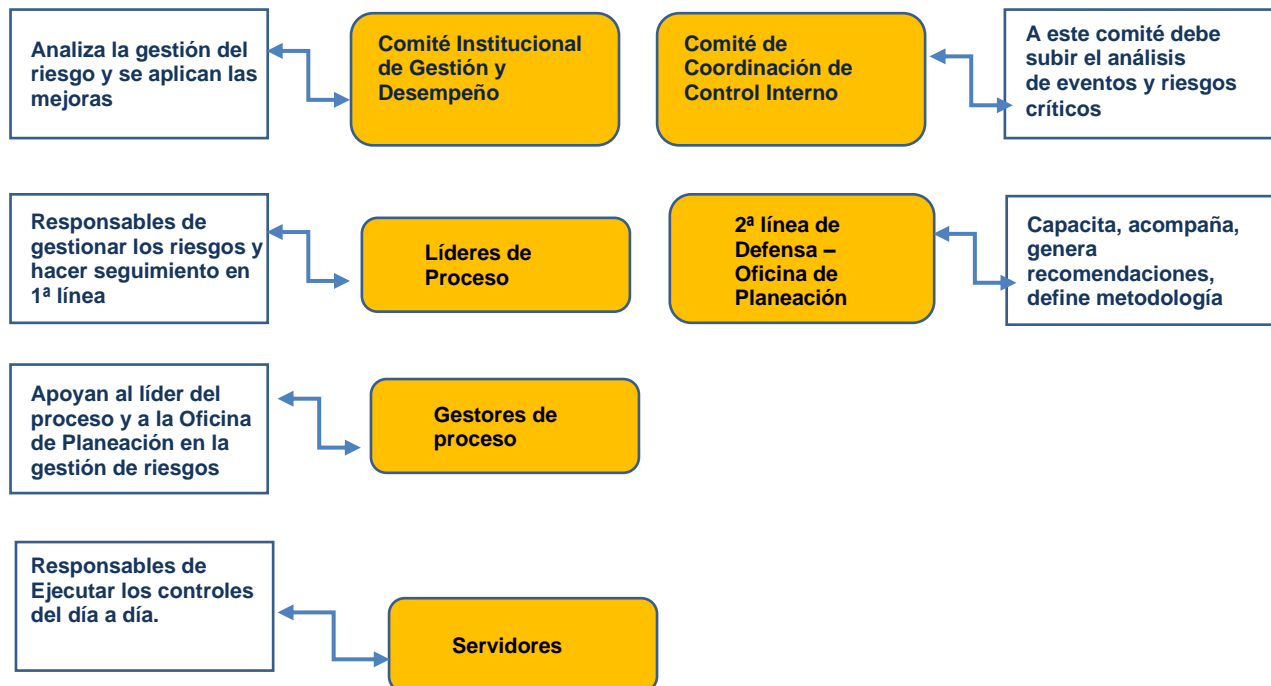 Analiza la gestión del
riesgo y se aplican las
mejoras
Comité Institucional
de Gestión y
Desempeño
Comité de
Coordinación de
Control Interno
A este comité debe
subir el análisis
de eventos y riesgos
críticos
Responsables de
gestionar los riesgos y
hacer seguimiento en
1ª línea
Líderes de
Proceso
2ª línea de
Defensa –
Oficina de
Planeación
Capacita, acompaña,
genera
recomendaciones,
define metodología
Apoyan al líder del
proceso y a la Oficina
de Planeación en la
gestión de riesgos
Gestores de
proceso
Responsables de
Ejecutar los controles
del día a día.
Servidores